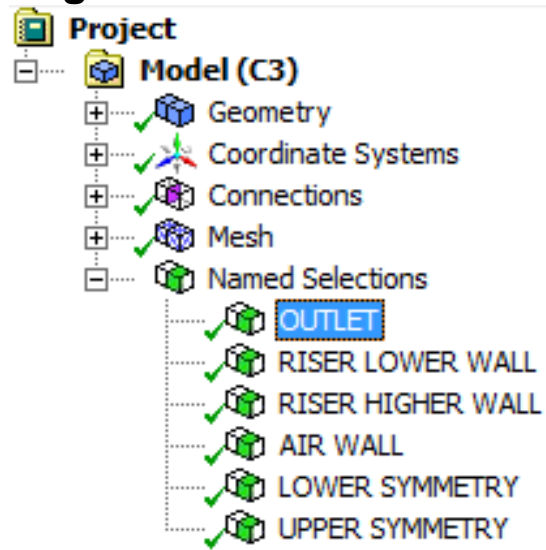 Project
Model (C3)
Geometry
Coordinate Systems
Connections
Mesh
Named Selections
OUTLET
RISER LOWER WALL
RISER HIGHER WALL
AIR WALL
LOWER SYMMETRY
UPPER SYMMETRY